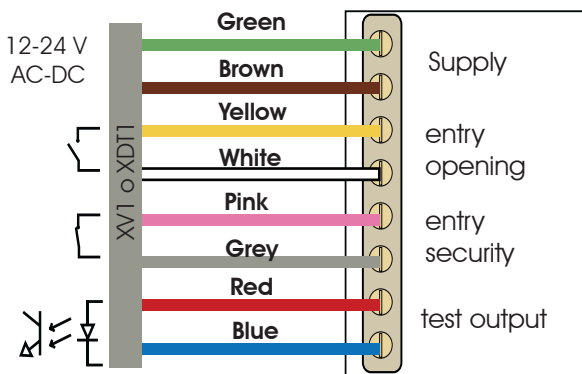 12-24 V
AC-DC
XV1 o XDT1
Green
Brown
Yellow
White
Pink
Grey
Red
Blue
Supply
entry
opening
entry
security
test output